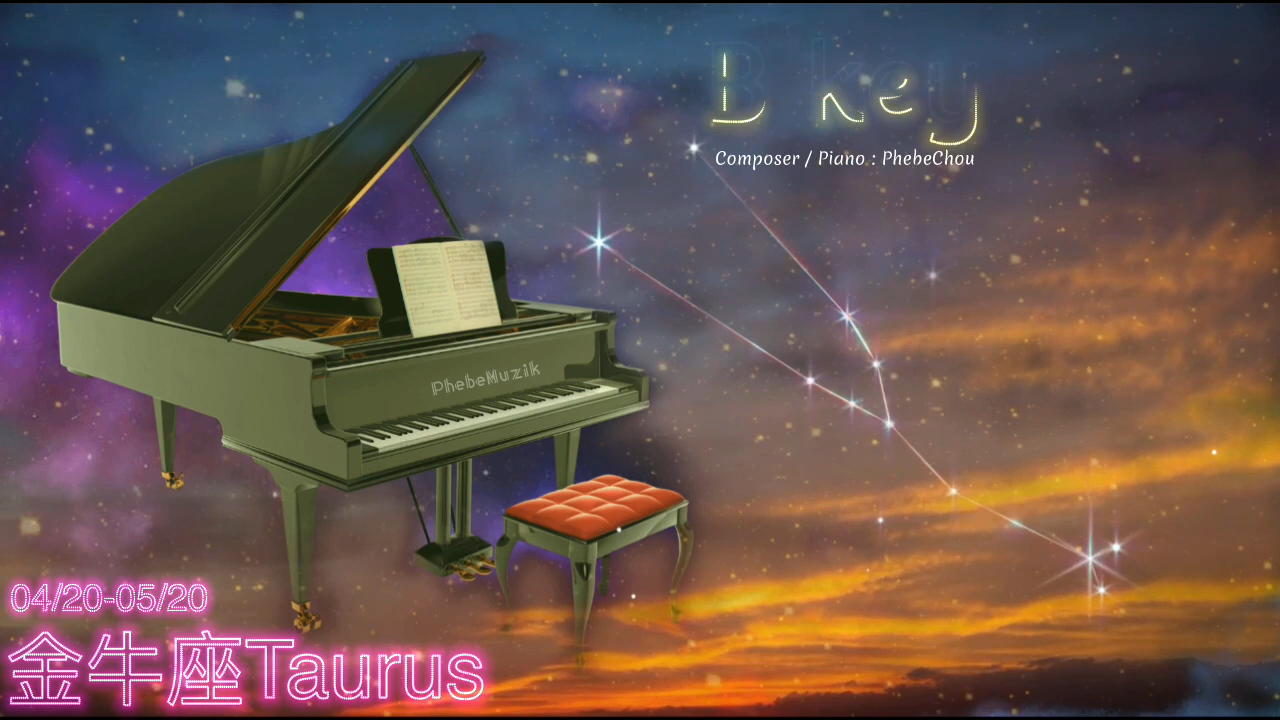 B key
Composer / Piano : PhebeChou
PhebeMuzik
04/20-05/20
金牛座Taurus